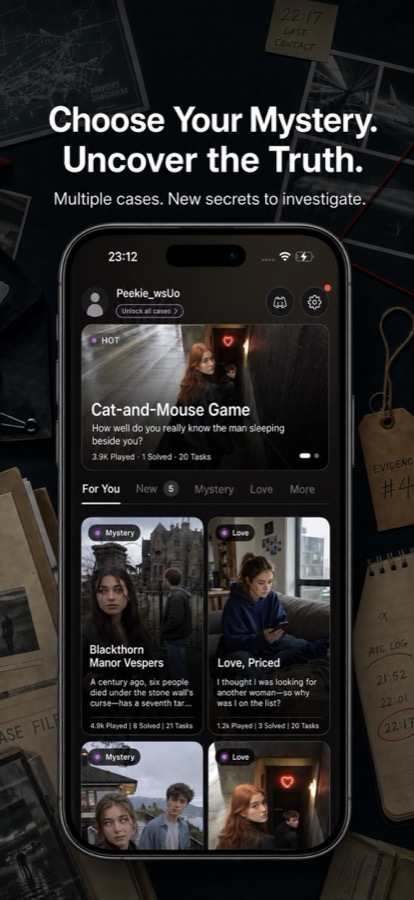 22:17
LAST
CONTACT
AIRPORT
DIAGRAM
Choose Your Mystery.
Uncover the Truth.
Multiple cases. New secrets to investigate.
23:12
Peekie_wsUo
Unlock all cases >
HOT
Cat-and-Mouse Game
How well do you really know the man sleeping
beside you?
3.9K Played · 1 Solved · 20 Tasks
For You New 5 Mystery Love More
Mystery
Blackthorn
Manor Vespers
A century ago, six people
died under the stone wall's
curse—has a seventh tar...
4.9k Played | 8 Solved | 21 Tasks
Love
Love, Priced
I thought I was looking for
another woman—so why
was I on the list?
1.2k Played | 3 Solved | 20 Tasks
Mystery
Love
EVIDENCE
#4
ATC LOG
21:52
22:01
22:17
CASE FILE